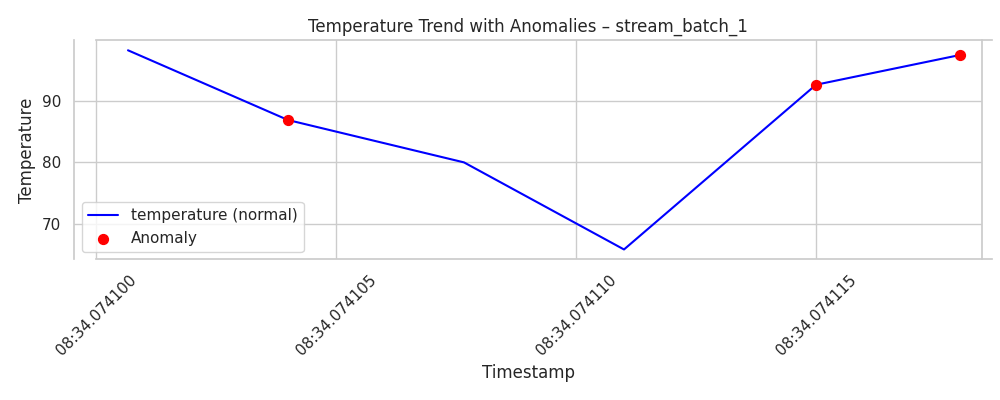 Temperature Trend with Anomalies – stream_batch_1
Temperature
90
80
70
temperature (normal)
Anomaly
08:34.074100
08:34.074105
08:34.074110
08:34.074115
Timestamp